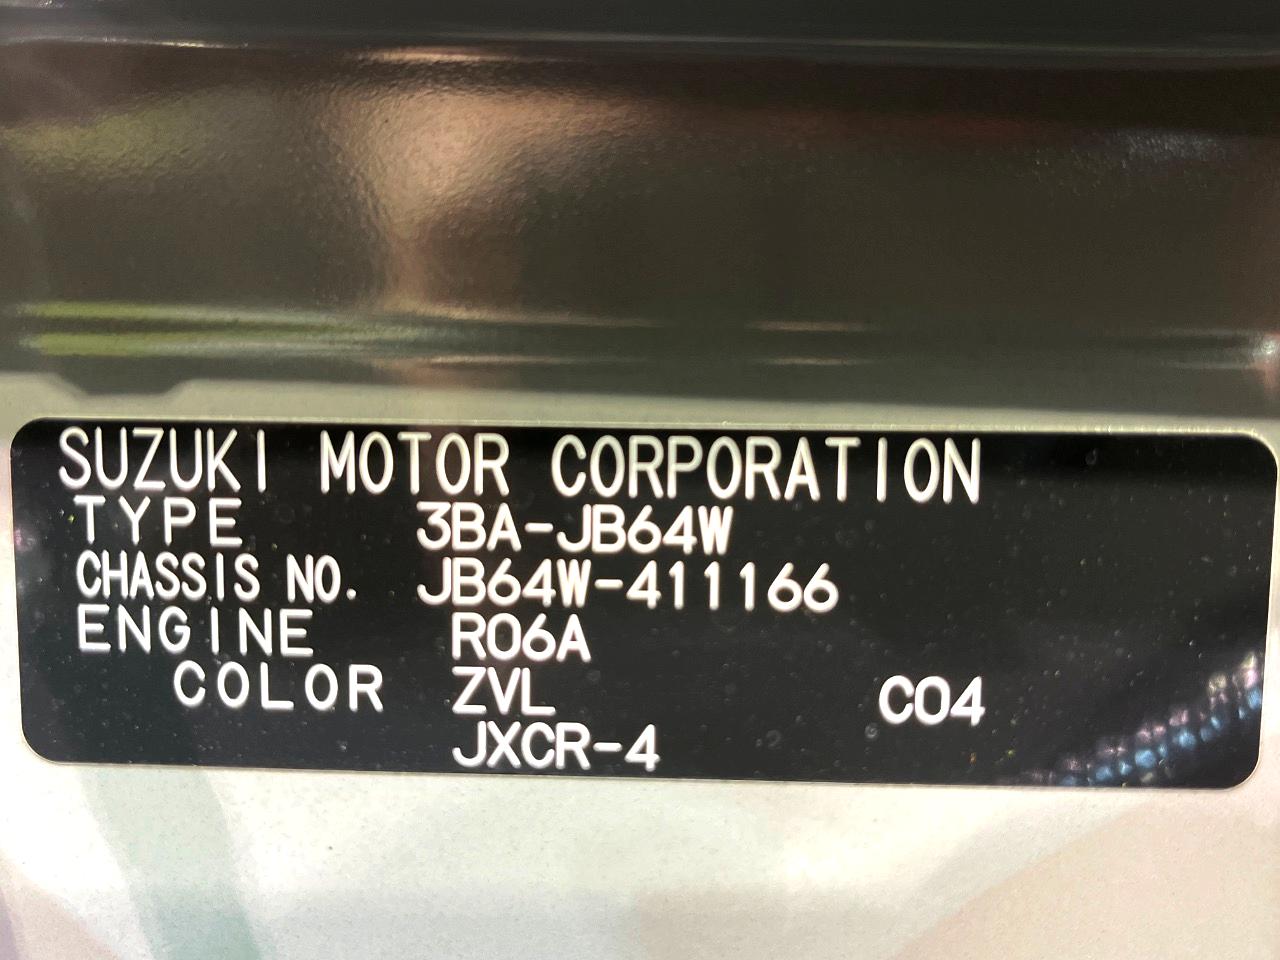 SUZUKI MOTOR CORPORATION
TYPE 3BA-JB64W
CHASSIS NO. JB64W-411166
ENGINE R06A
COLOR ZVL C04
JXCR-4